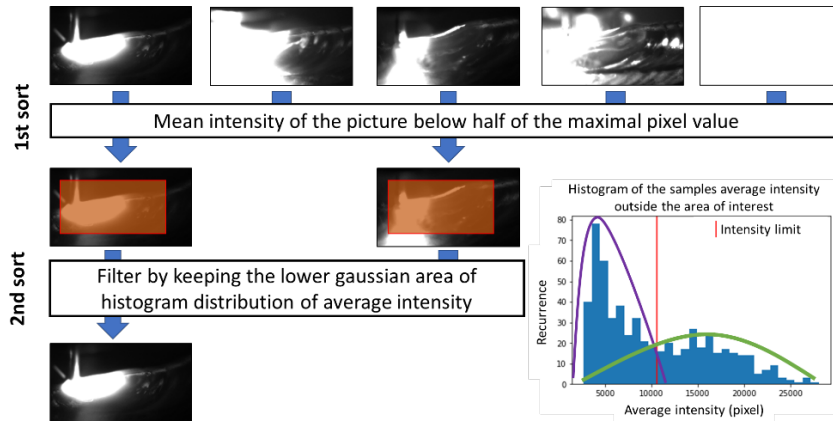 1st sort
Mean intensity of the picture below half of the maximal pixel value
2nd sort
Filter by keeping the lower gaussian area of
histogram distribution of average intensity
Histogram of the samples average intensity
outside the area of interest
Intensity limit
Recurrence
80
70
60
50
40
30
20
10
0
5000 10000 15000 20000 25000
Average intensity (pixel)